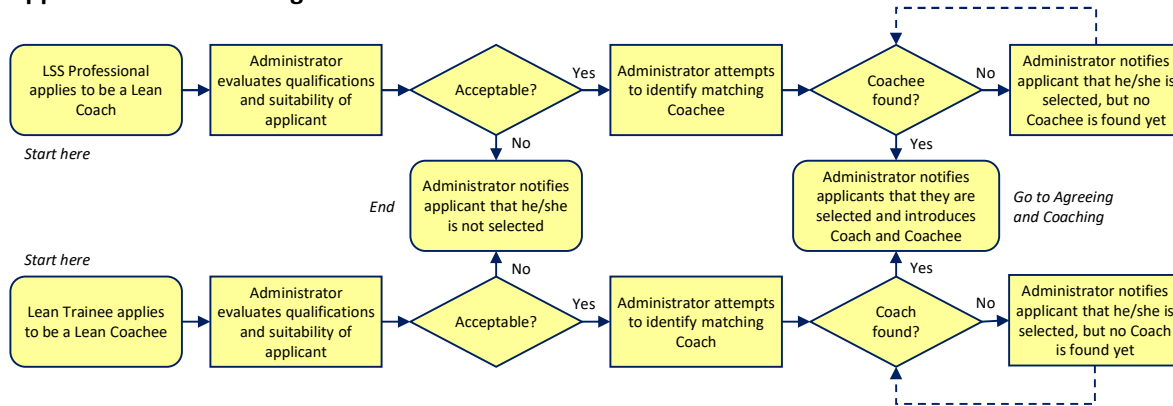 LSS Professional
applies to be a Lean
Coach
Start here
Administrator
evaluates qualifications
and suitability of
applicant
Acceptable?
Yes
No
Administrator attempts
to identify matching
Coachee
Coachee
found?
No
Yes
Administrator notifies
applicant that he/she is
selected, but no
Coachee is found yet
End
Administrator notifies
applicant that he/she
is not selected
Administrator notifies
applicants that they are
selected and introduces
Coach and Coachee
Go to Agreeing
and Coaching
Start here
Lean Trainee applies
to be a Lean Coachee
Administrator
evaluates qualifications
and suitability of
applicant
No
Acceptable?
Yes
Administrator attempts
to identify matching
Coach
Yes
Coach
found?
No
Administrator notifies
applicant that he/she is
selected, but no Coach
is found yet